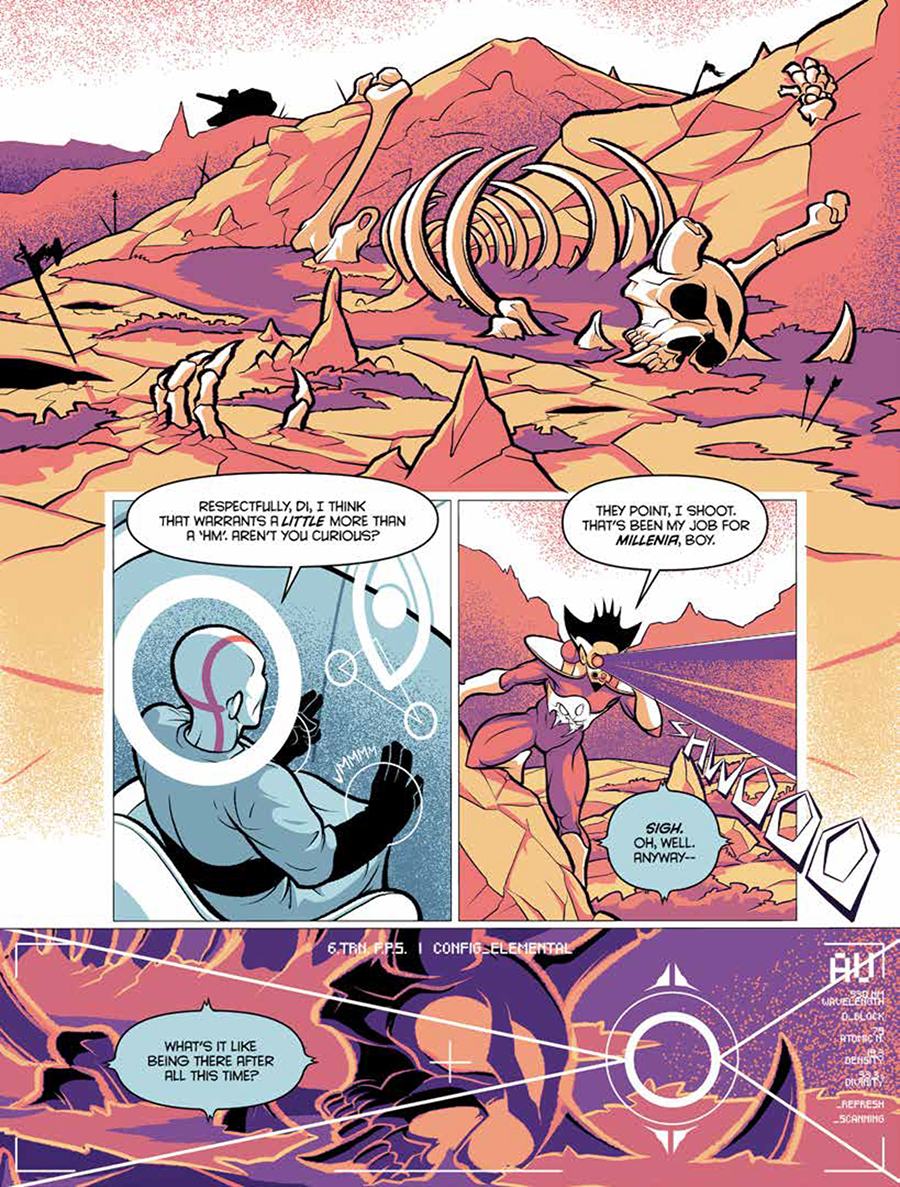 RESPECTFULLY, DI, I THINK
THAT WARRANTS A LITTLE MORE THAN
A 'HM'. AREN'T YOU CURIOUS?
VMMMM
THEY POINT, I SHOOT.
THAT'S BEEN MY JOB FOR
MILLENIA, BOY.
SAWOOO
SIGH.
OH, WELL.
ANYWAY--
6.TRN. P.P.S. | CONFIG_ELEMENTAL
WHAT'S IT LIKE
BEING THERE AFTER
ALL THIS TIME?
AU
WAVELENGTH
D_BLOCK
79
ATOMIC N.
DENSITY
DIVINITY
_REFRESH
_SCANNING